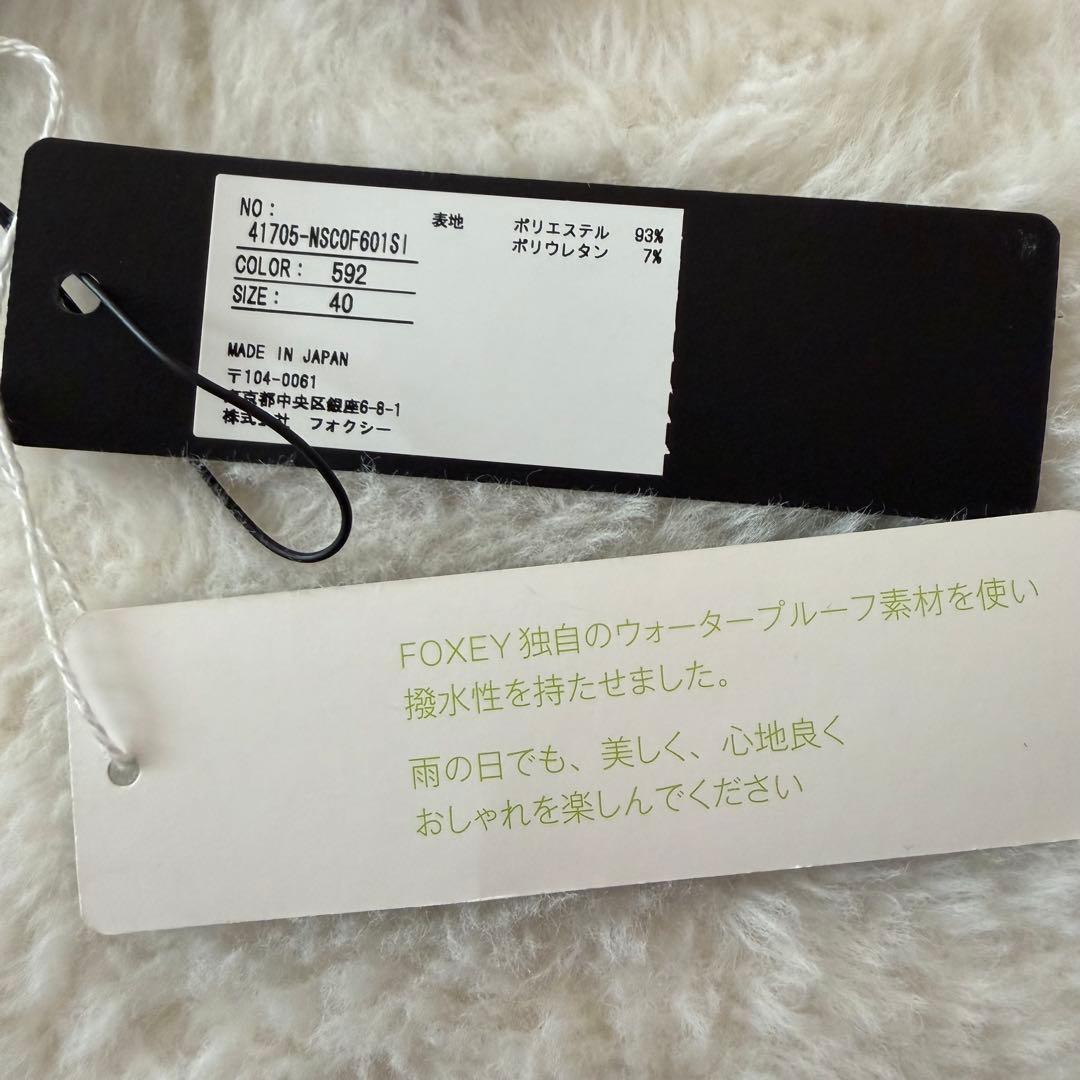 NO:
41705-NSCOF601SI
COLOR: 592
SIZE: 40
表地 ポリエステル 93%
ポリウレタン 7%
MADE IN JAPAN
〒104-0061
京都中央区銀座6-8-1
株式会社 フォクシー
FOXEY独自のウォータープルーフ素材を使い
撥水性を持たせました。
雨の日でも、美しく、心地良く
おしゃれを楽しんでください